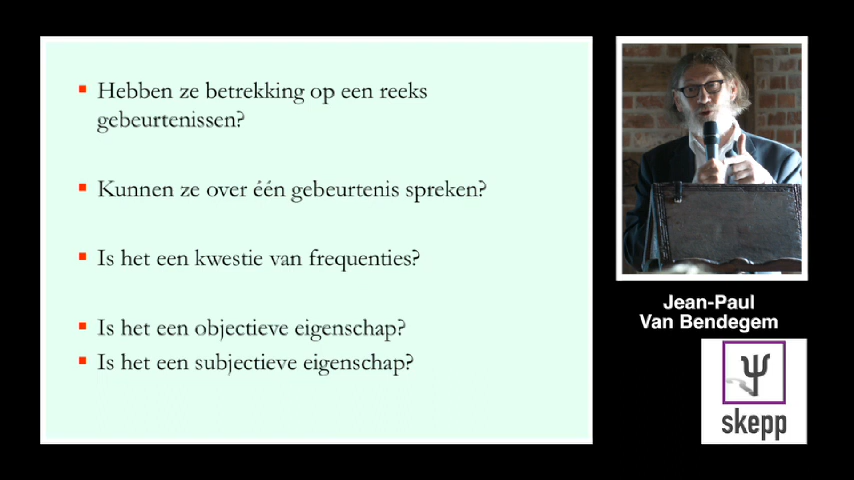 Hebben ze betrekking op een reeks
gebeurtenissen?
Kunnen ze over één gebeurtenis spreken?
Is het een kwestie van frequenties?
Is het een objectieve eigenschap?
Is het een subjectieve eigenschap?
Jean-Paul
Van Bendegem
Ψ
skepp